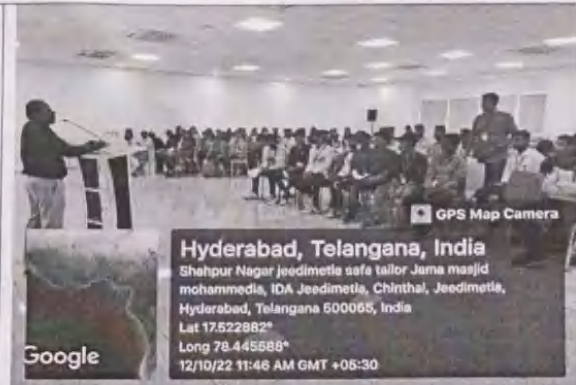 GPS Map Camera
Hyderabad, Telangana, India
Shahpur Nagar jeedimetla safa tailor Jama masjid
mohammedia, IDA Jeedimetla, Chinthal, Jeedimetla,
Hyderabad, Telangana 500065, India
Lat 17.522882°
Long 78.445588°
12/10/22 11:46 AM GMT +05:30
Google